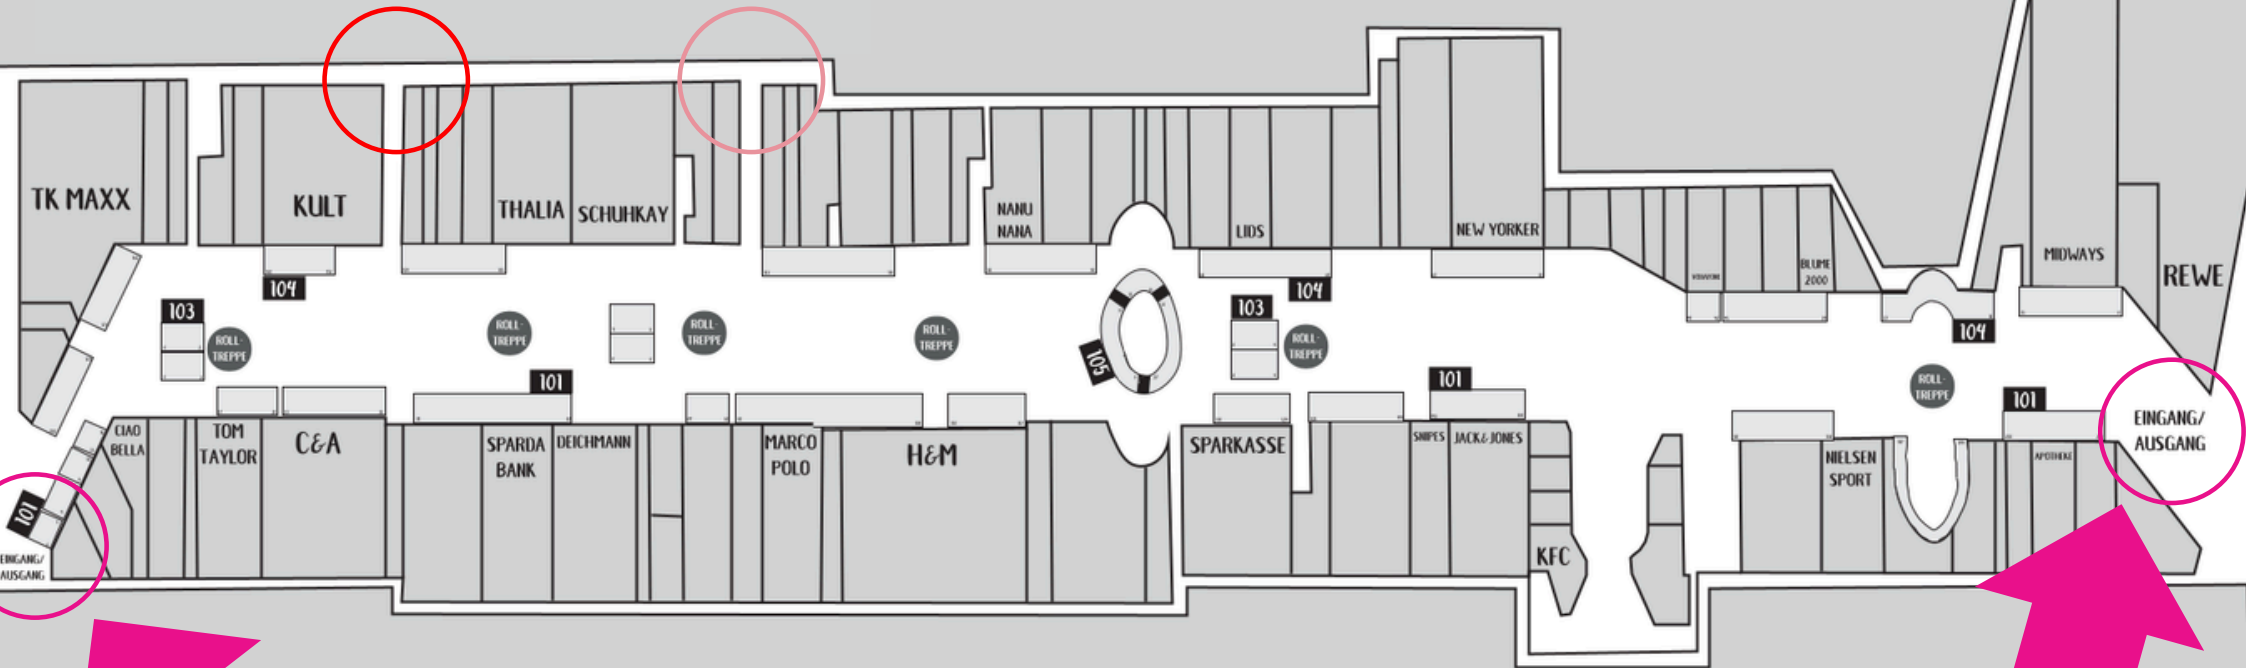 TK MAXX
KULT
THALIA
SCHUHKAY
NANU
NANA
LIDS
NEW YORKER
BLUME
2000
MIDWAYS
REWE
104
103
ROLL-
TREPPE
ROLL-
TREPPE
ROLL-
TREPPE
ROLL-
TREPPE
105
103
104
ROLL-
TREPPE
104
ROLL-
TREPPE
101
101
101
CIAO
BELLA
TOM
TAYLOR
C&A
SPARDA
BANK
DEICHMANN
MARCO
POLO
H&M
SPARKASSE
SNIPES
JACK & JONES
KFC
NIELSEN
SPORT
APOTHEKE
EINGANG/
AUSGANG
101
EINGANG/
AUSGANG